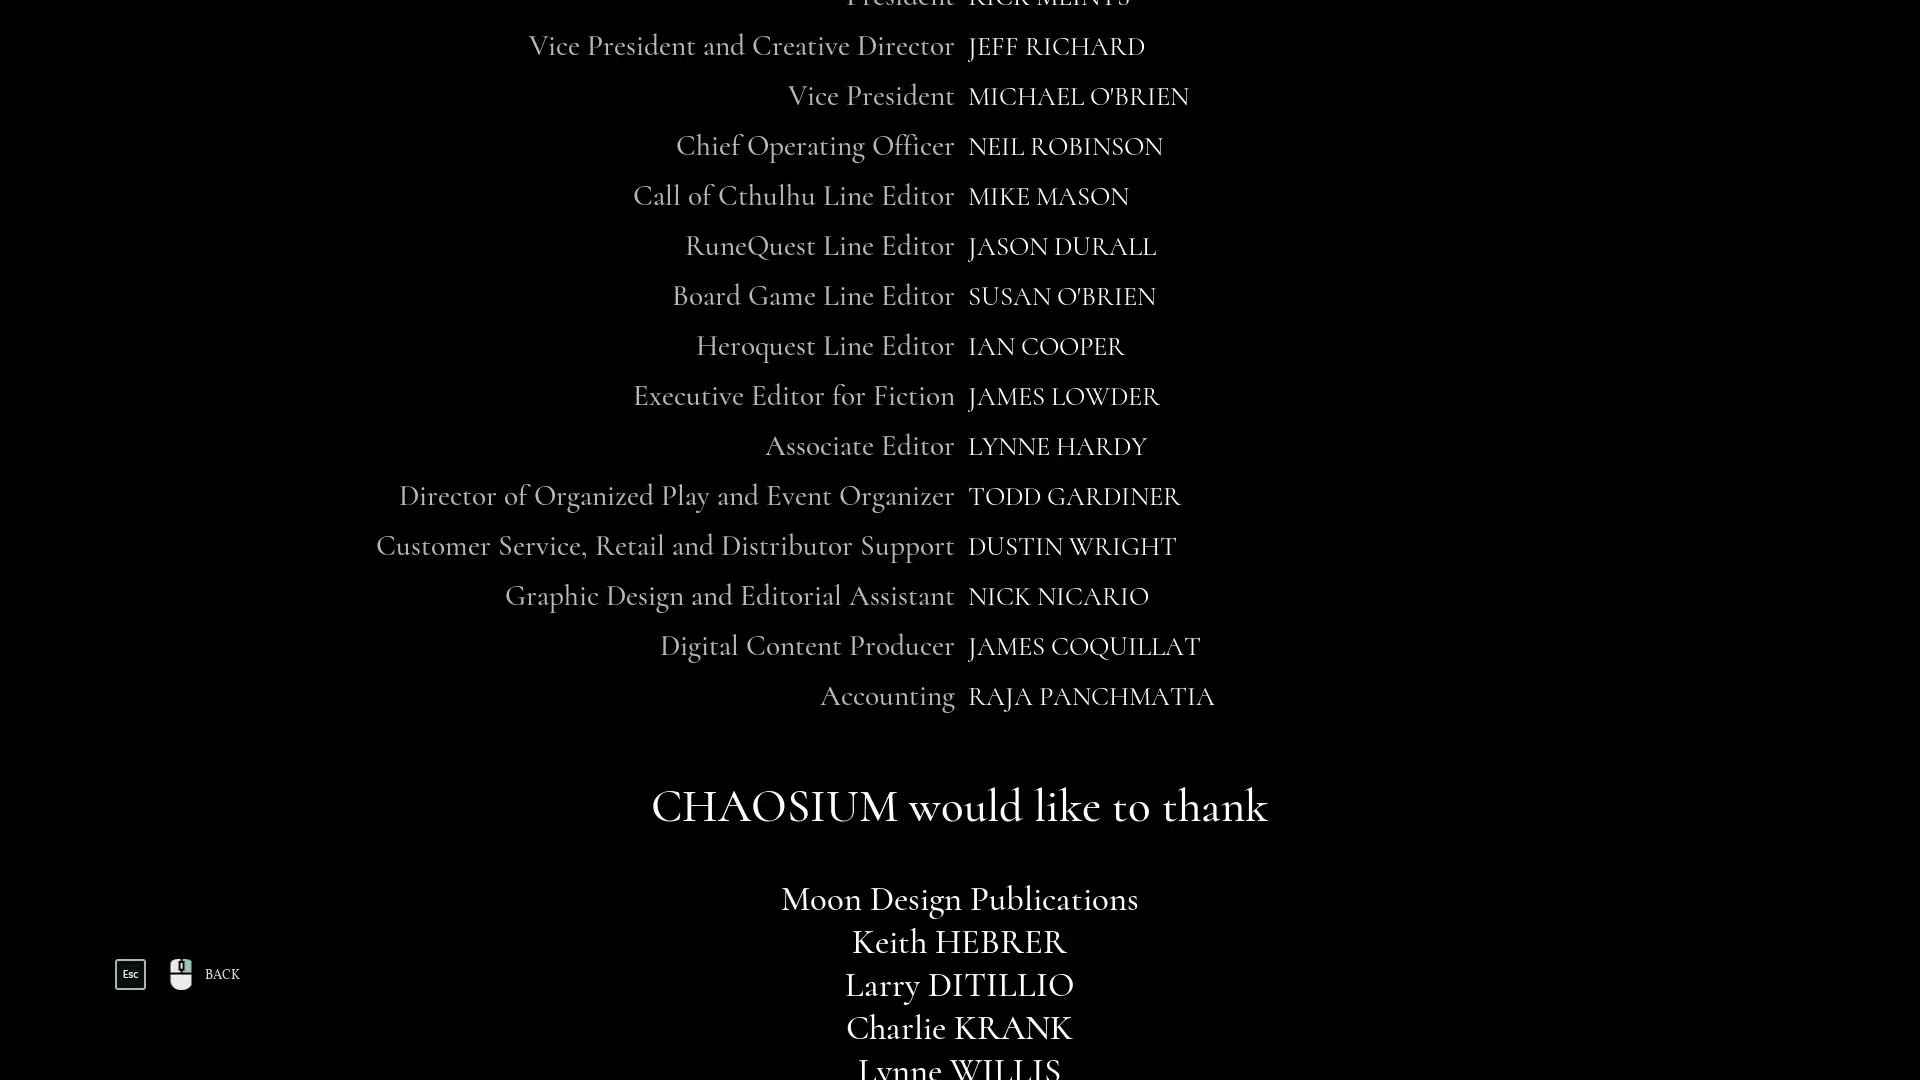 President RICK MEINTS
Vice President and Creative Director JEFF RICHARD
Vice President MICHAEL O'BRIEN
Chief Operating Officer NEIL ROBINSON
Call of Cthulhu Line Editor MIKE MASON
RuneQuest Line Editor JASON DURALL
Board Game Line Editor SUSAN O'BRIEN
Heroquest Line Editor IAN COOPER
Executive Editor for Fiction JAMES LOWDER
Associate Editor LYNNE HARDY
Director of Organized Play and Event Organizer TODD GARDINER
Customer Service, Retail and Distributor Support DUSTIN WRIGHT
Graphic Design and Editorial Assistant NICK NICARIO
Digital Content Producer JAMES COQUILLAT
Accounting RAJA PANCHMATIA
CHAOSIUM would like to thank
Moon Design Publications
Keith HEBRER
Larry DITILLIO
Charlie KRANK
Lynne WILLIS
Esc BACK